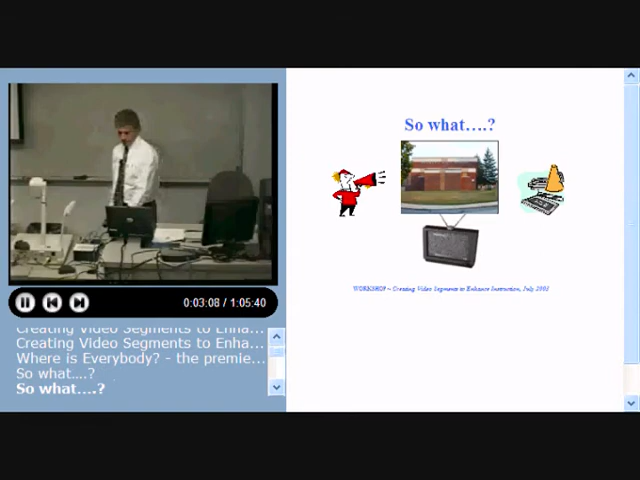 So what....?
WORKSHOP – Creating Video Segments to Enhance Instruction, July 2003
0:03:08 / 1:05:40
Creating Video Segments to Enha...
Creating Video Segments to Enha...
Where is Everybody? - the premie...
So what....?
So what....?